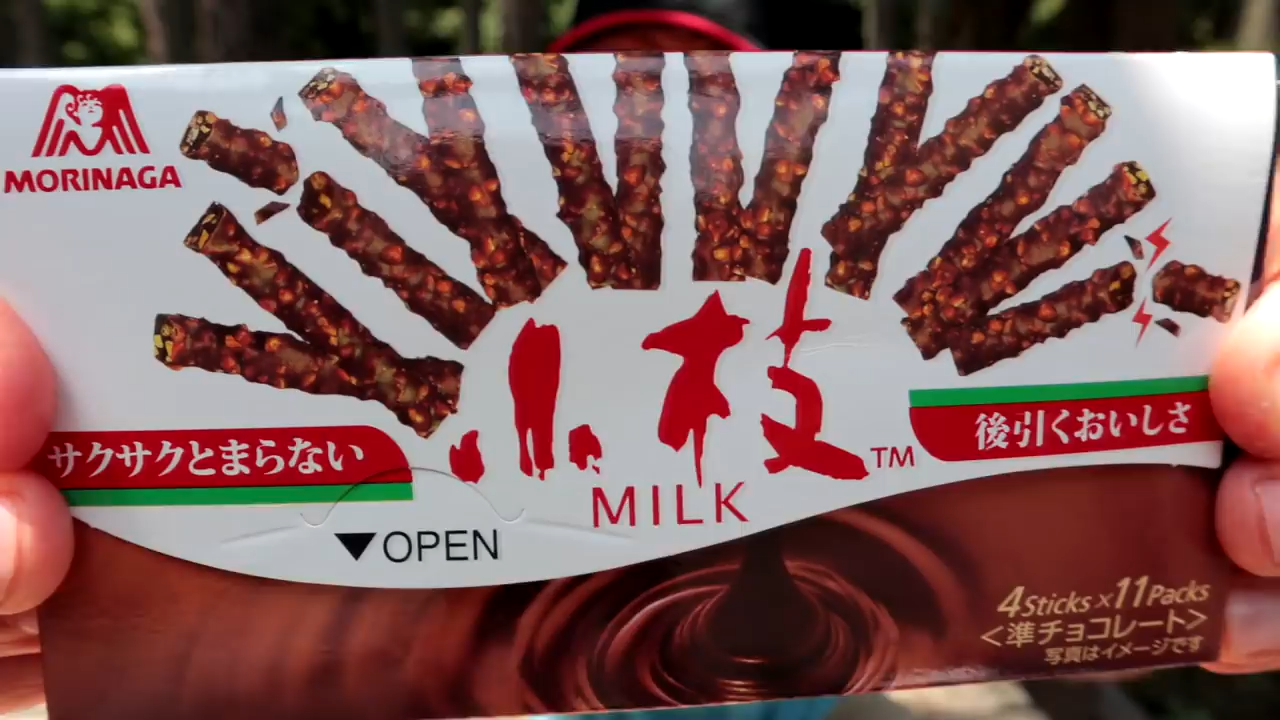 MORINAGA
小枝™
MILK
サクサクとまらない
後引くおいしさ
▼OPEN
4Sticks×11Packs
<準チョコレート>
写真はイメージです